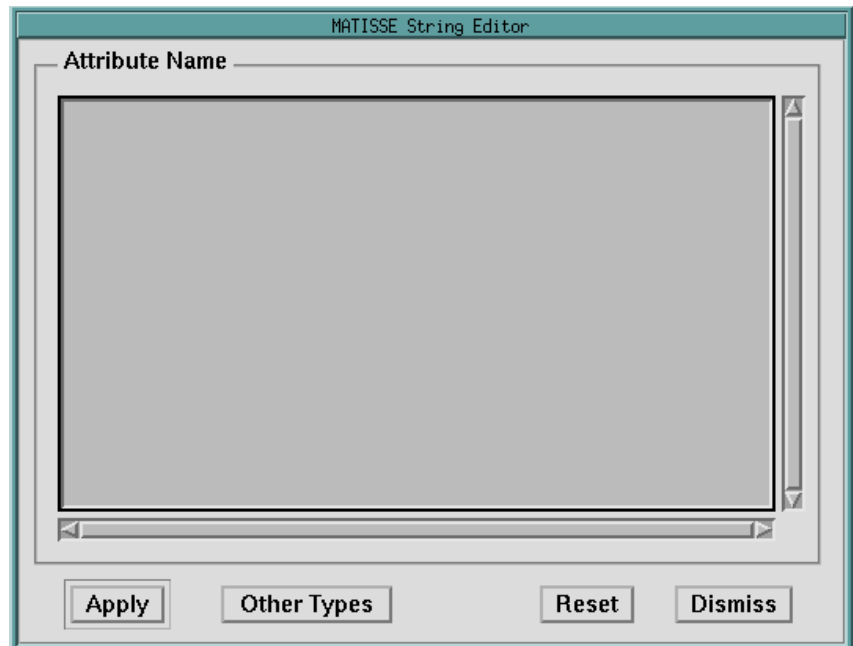 MATISSE String Editor
Attribute Name
Apply Other Types Reset Dismiss